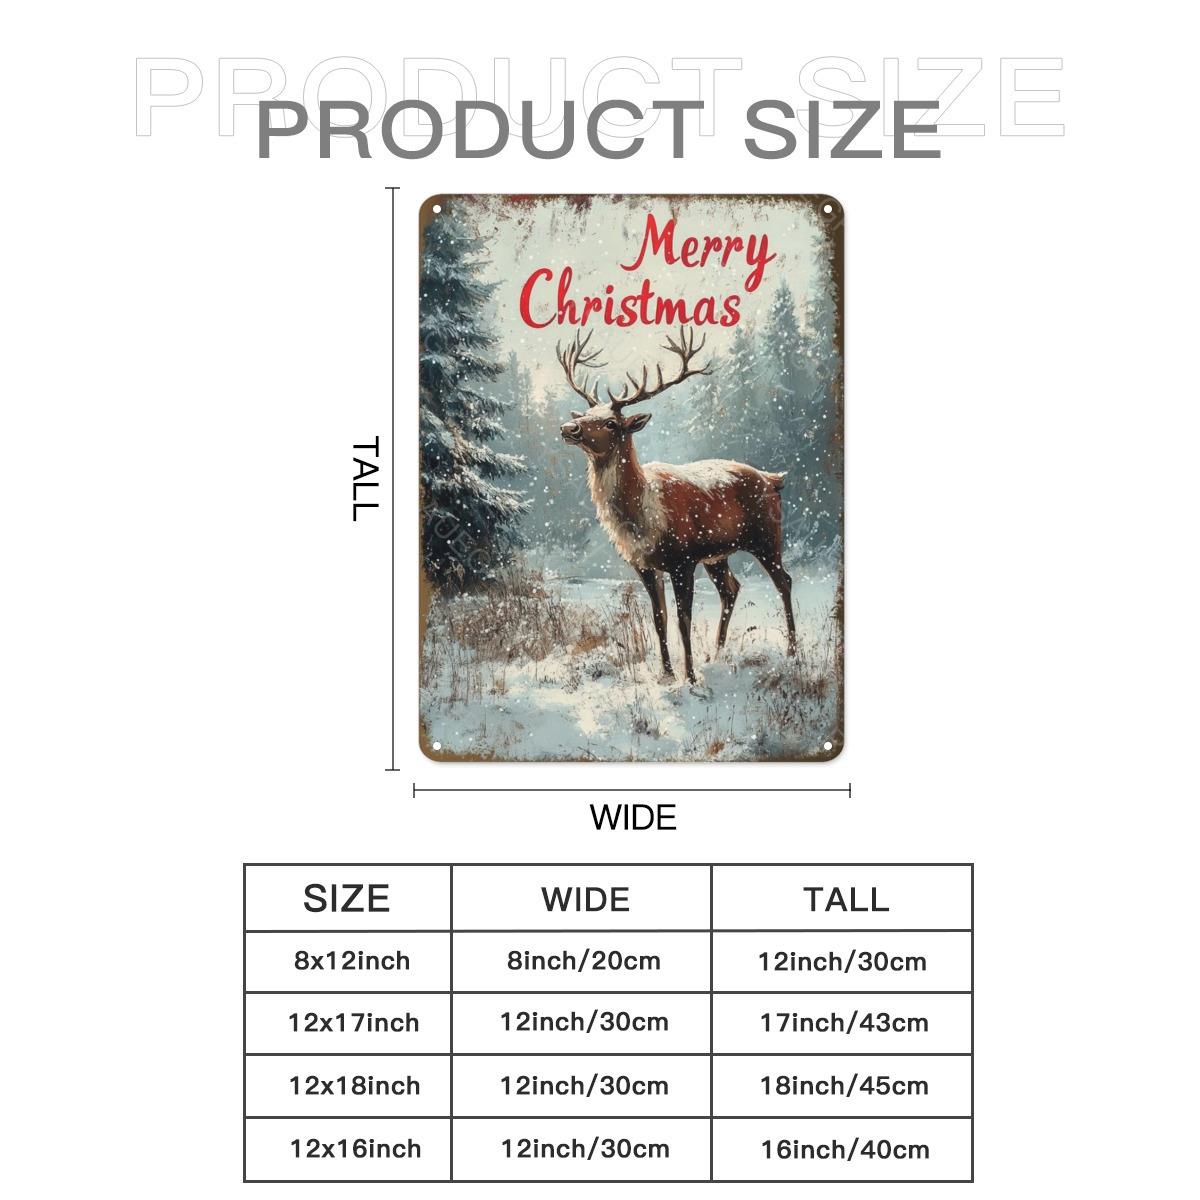 PRODUCT SIZE
PRODUCT SIZE
Merry
Christmas
TALL
WIDE
SIZE WIDE TALL
8x12inch 8inch/20cm 12inch/30cm
12x17inch 12inch/30cm 17inch/43cm
12x18inch 12inch/30cm 18inch/45cm
12x16inch 12inch/30cm 16inch/40cm